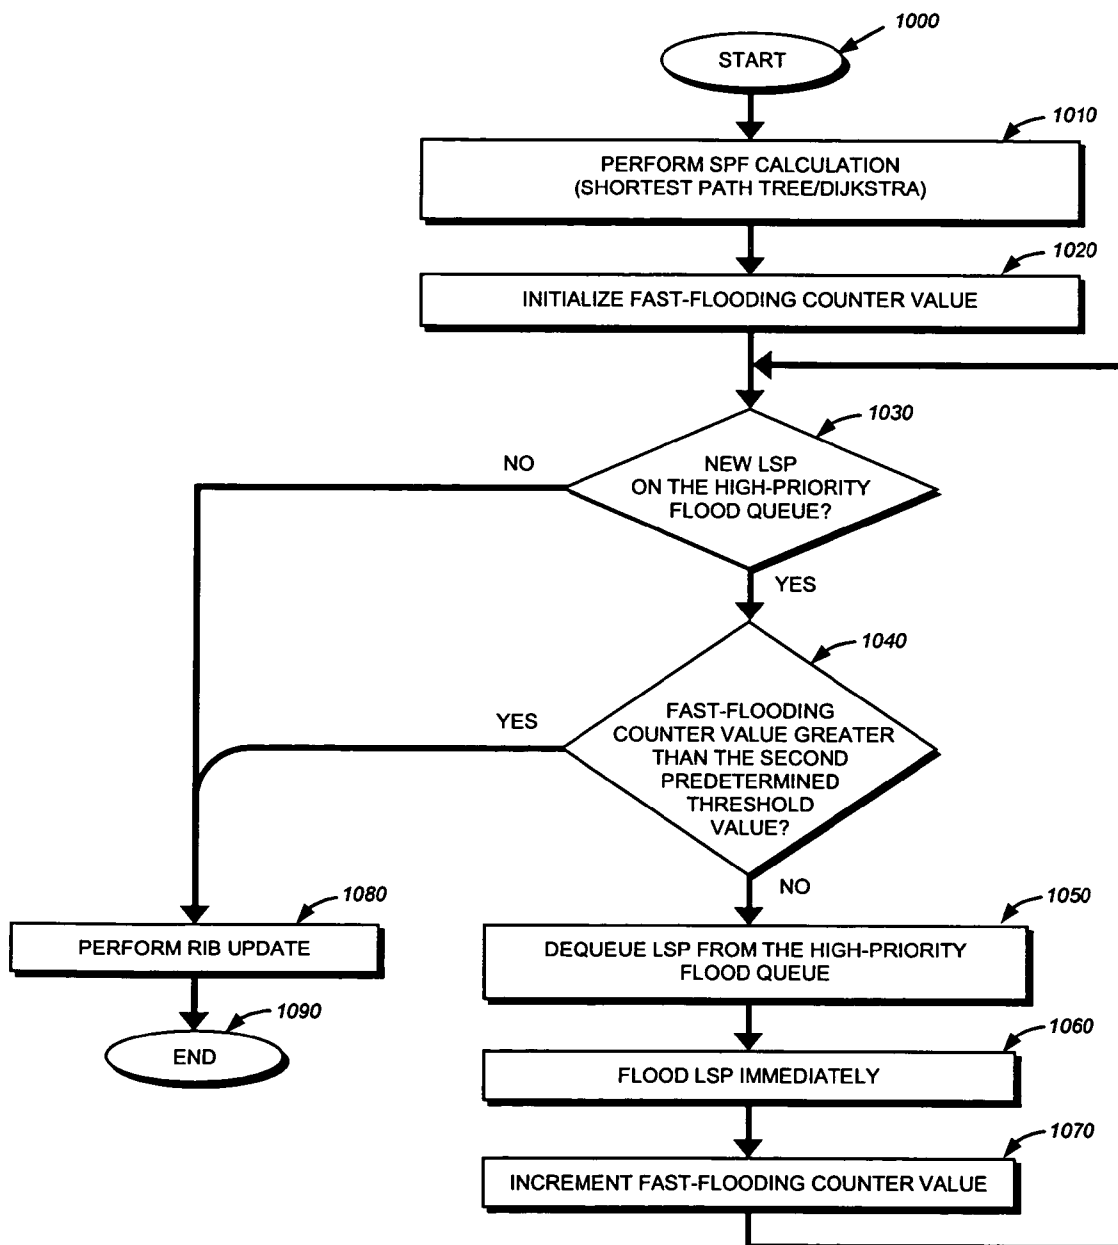 1000
START
1010
PERFORM SPF CALCULATION
(SHORTEST PATH TREE/DIJKSTRA)
1020
INITIALIZE FAST-FLOODING COUNTER VALUE
1030
NEW LSP
ON THE HIGH-PRIORITY
FLOOD QUEUE?
NO
YES
1040
FAST-FLOODING
COUNTER VALUE GREATER
THAN THE SECOND
PREDETERMINED
THRESHOLD
VALUE?
YES
NO
1050
DEQUEUE LSP FROM THE HIGH-PRIORITY
FLOOD QUEUE
1060
FLOOD LSP IMMEDIATELY
1070
INCREMENT FAST-FLOODING COUNTER VALUE
1080
PERFORM RIB UPDATE
1090
END